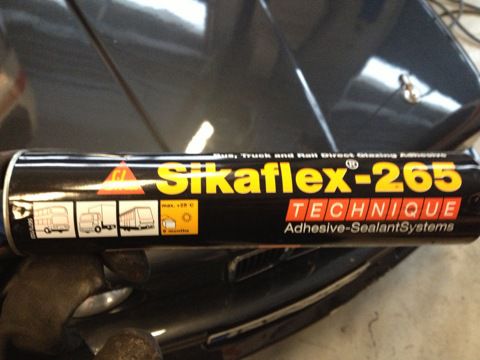 Bus, Truck and Rail Direct Glazing Adhesive
Sikaflex®-265
TECHNIQUE
Adhesive-SealantSystems
max. +25 C
9 months